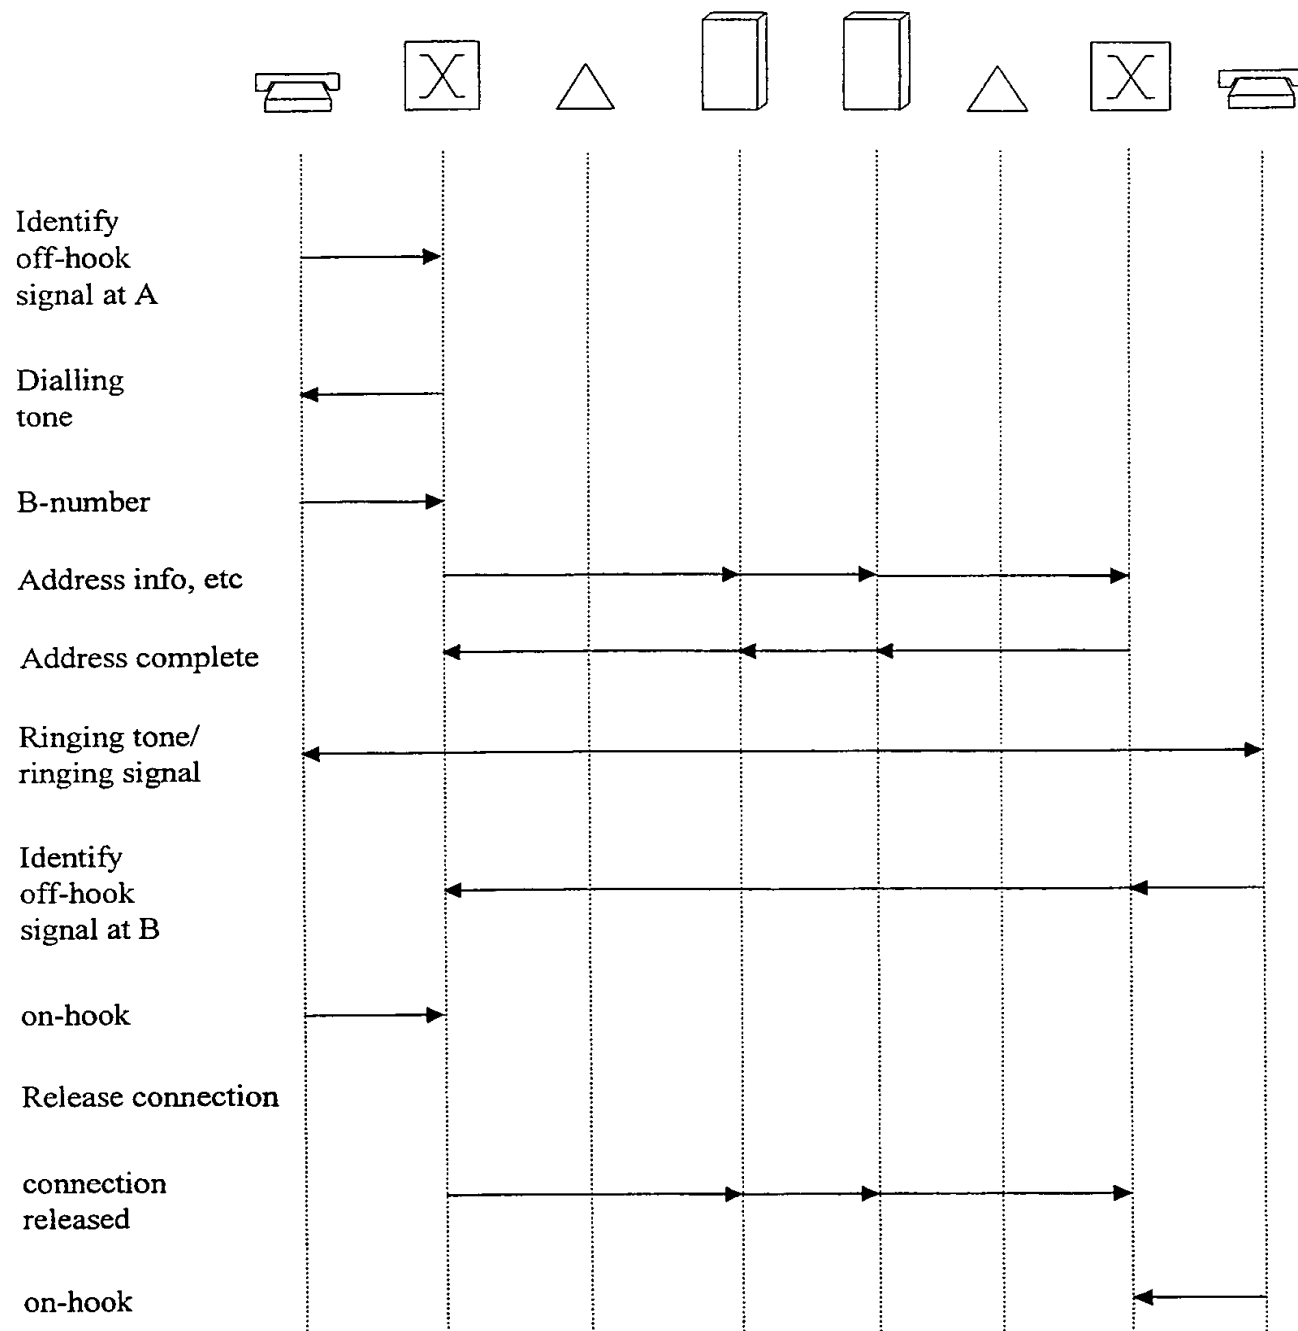 Identify
off-hook
signal at A
Dialling
tone
B-number
Address info, etc
Address complete
Ringing tone/
ringing signal
Identify
off-hook
signal at B
on-hook
Release connection
connection
released
on-hook